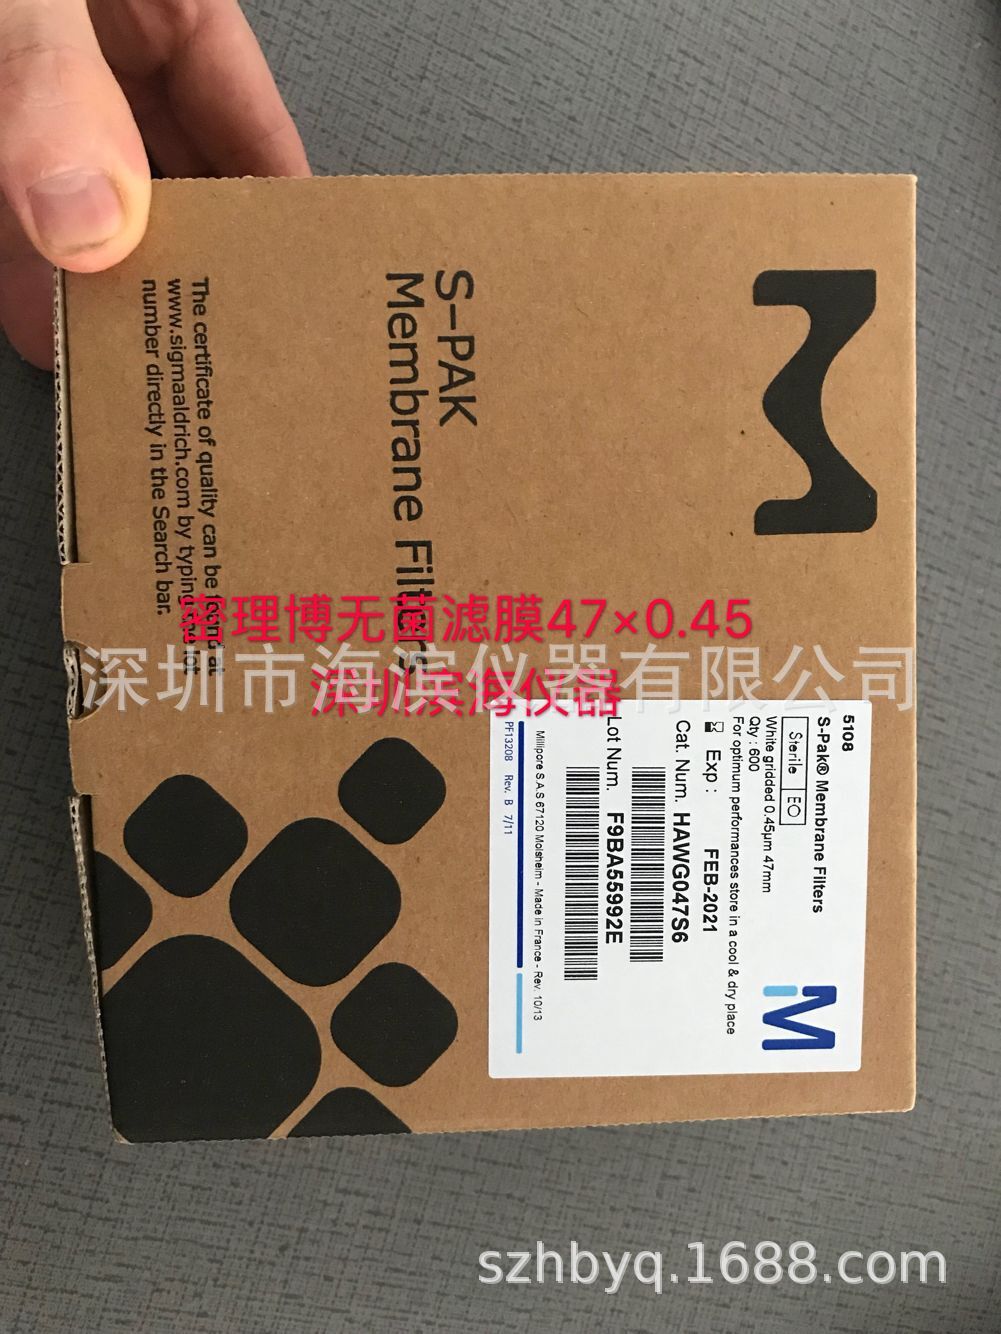 S-PAK
Membrane Filters
The certificate of quality can be found at
www.sigmaaldrich.com by typing the lot
number directly in the Search bar.
5108
S-Pak® Membrane Filters
Sterile EO
White gridded 0.45µm 47mm
Qty : 600
For optimum performances store in a cool & dry place
Exp : FEB-2021
Cat. Num. HAWG047S6
Lot Num. F9BA55992E
Millipore S.A.S 67120 Molsheim - Made in France - Rev. 10/13
PF13208 Rev. B 7/11
密理博无菌滤膜47×0.45
深圳市海滨仪器有限公司
深圳滨海仪器
szhbyq.1688.com